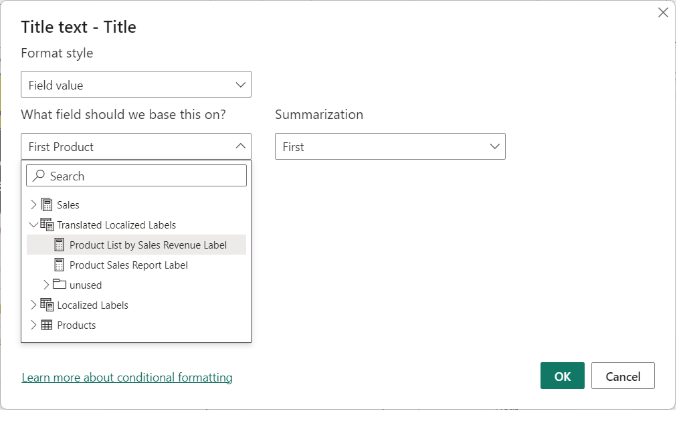 Title text - Title
Format style
Field value
What field should we base this on?
Summarization
First Product
First
Search
Sales
Translated Localized Labels
Product List by Sales Revenue Label
Product Sales Report Label
unused
Localized Labels
Products
Learn more about conditional formatting
OK
Cancel